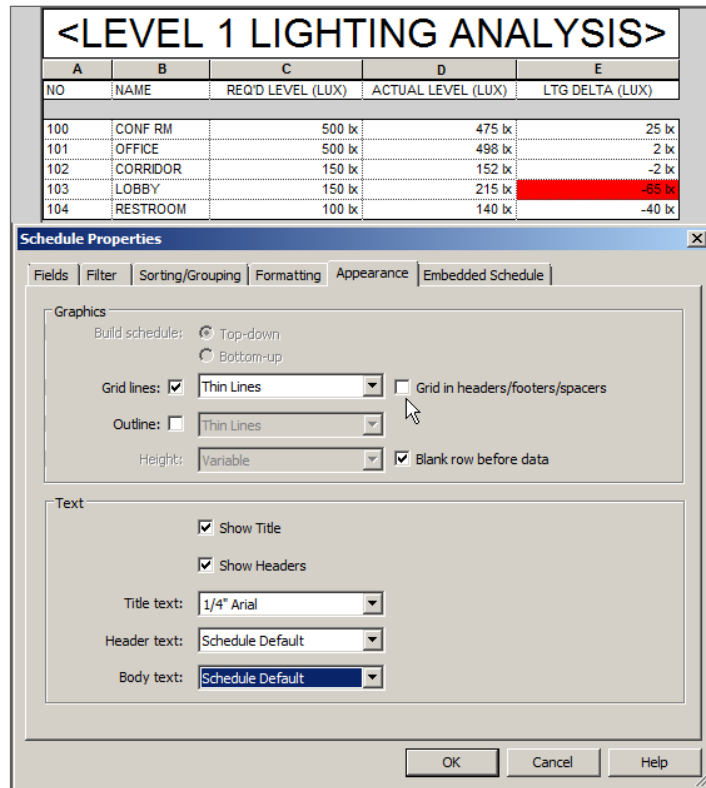 <LEVEL 1 LIGHTING ANALYSIS>
A B C D E
NO NAME REQ'D LEVEL (LUX) ACTUAL LEVEL (LUX) LTG DELTA (LUX)
100 CONF RM 500 lx 475 lx 25 lx
101 OFFICE 500 lx 498 lx 2 lx
102 CORRIDOR 150 lx 152 lx -2 lx
103 LOBBY 150 lx 215 lx -65 lx
104 RESTROOM 100 lx 140 lx -40 lx
Schedule Properties
Fields Filter Sorting/Grouping Formatting Appearance Embedded Schedule
Graphics
Build schedule: Top-down
Bottom-up
Grid lines: Thin Lines Grid in headers/footers/spacers
Outline: Thin Lines
Height: Variable Blank row before data
Text
Show Title
Show Headers
Title text: 1/4" Arial
Header text: Schedule Default
Body text: Schedule Default
OK Cancel Help